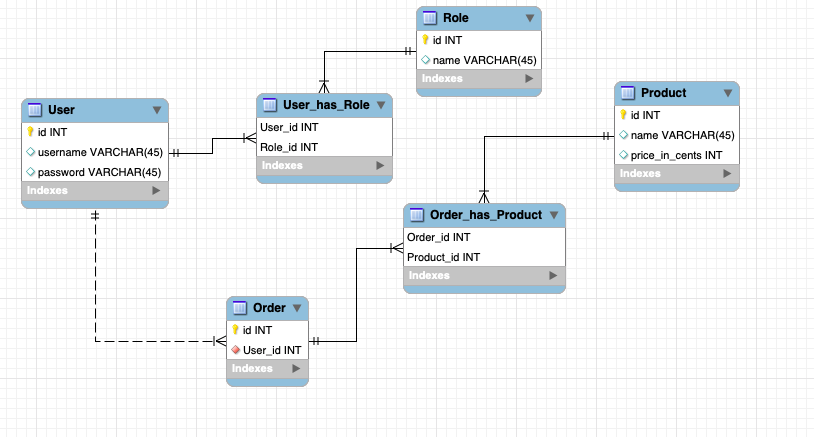 Role
id INT
name VARCHAR(45)
Indexes
Product
id INT
name VARCHAR(45)
price_in_cents INT
Indexes
User_has_Role
User_id INT
Role_id INT
Indexes
User
id INT
username VARCHAR(45)
password VARCHAR(45)
Indexes
Order_has_Product
Order_id INT
Product_id INT
Indexes
Order
id INT
User_id INT
Indexes